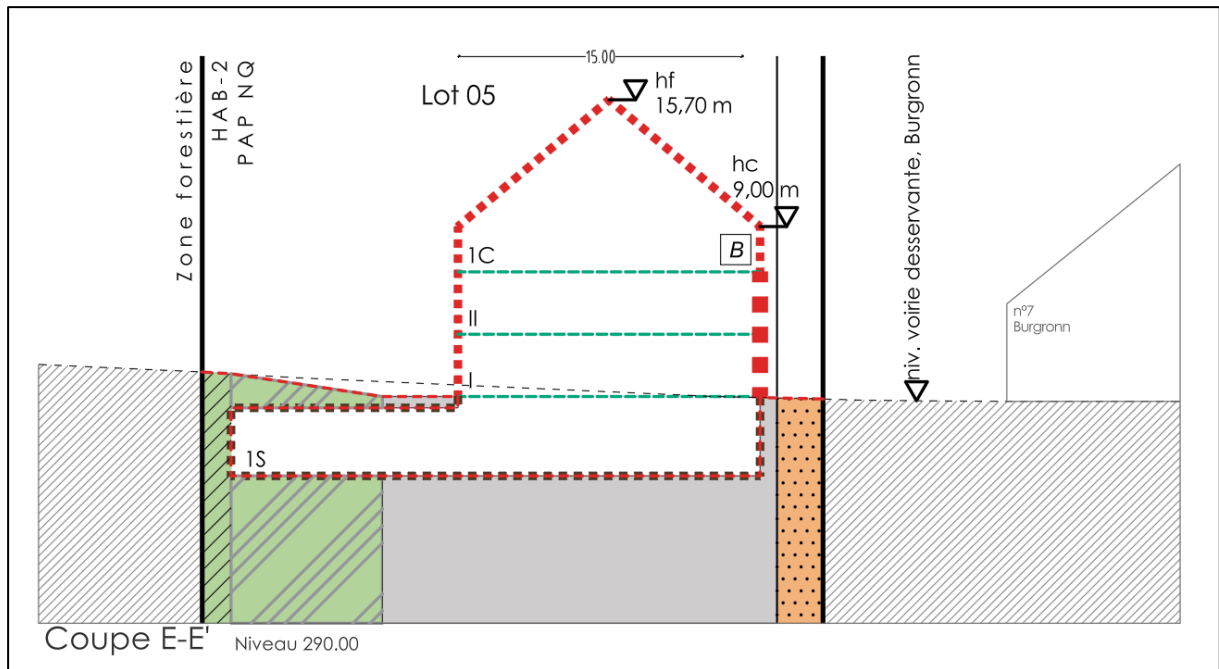 15.00
Zone forestière
HAB-2
PAP NQ
Lot 05
hf
15,70 m
hc
9,00 m
B
1C
II
I
1S
niv. voirie desservante, Burgronn
n°7
Burgronn
Coupe E-E'
Niveau 290.00